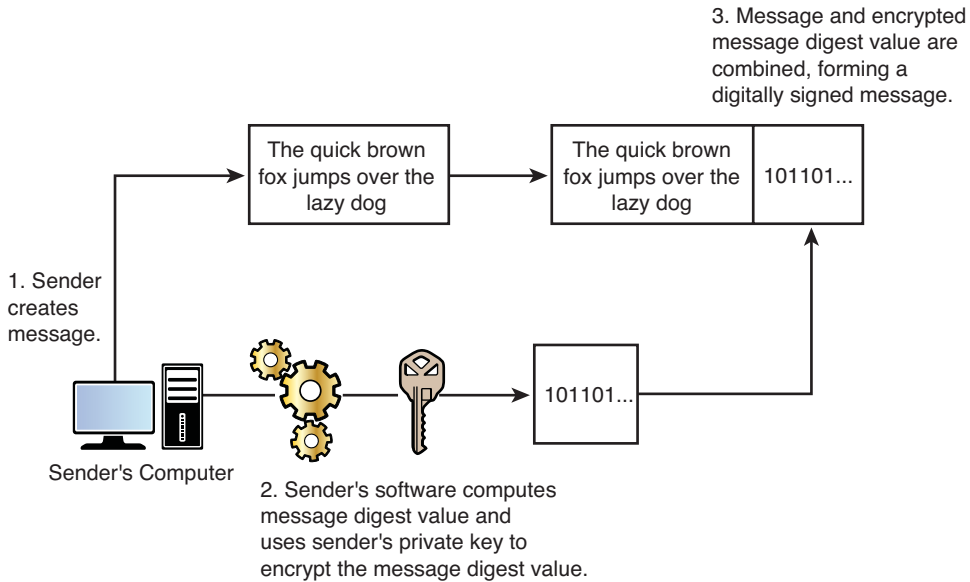 3. Message and encrypted
message digest value are
combined, forming a
digitally signed message.
The quick brown
fox jumps over the
lazy dog
The quick brown
fox jumps over the
lazy dog
101101...
1. Sender
creates
message.
101101...
Sender's Computer
2. Sender's software computes
message digest value and
uses sender's private key to
encrypt the message digest value.